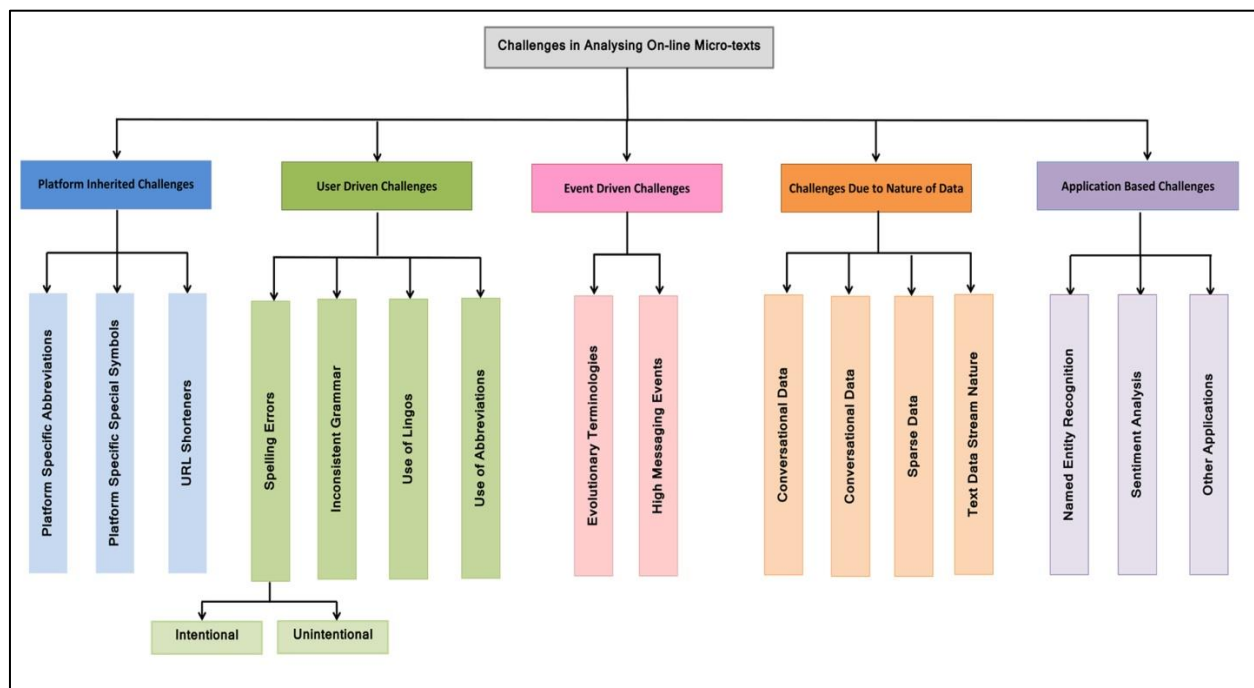 Challenges in Analysing On-line Micro-texts
Platform Inherited Challenges
User Driven Challenges
Event Driven Challenges
Challenges Due to Nature of Data
Application Based Challenges
Platform Specific Abbreviations
Platform Specific Special Symbols
URL Shorteners
Spelling Errors
Inconsistent Grammar
Use of Lingos
Use of Abbreviations
Evolutionary Terminologies
High Messaging Events
Conversational Data
Conversational Data
Sparse Data
Text Data Stream Nature
Named Entity Recognition
Sentiment Analysis
Other Applications
Intentional
Unintentional